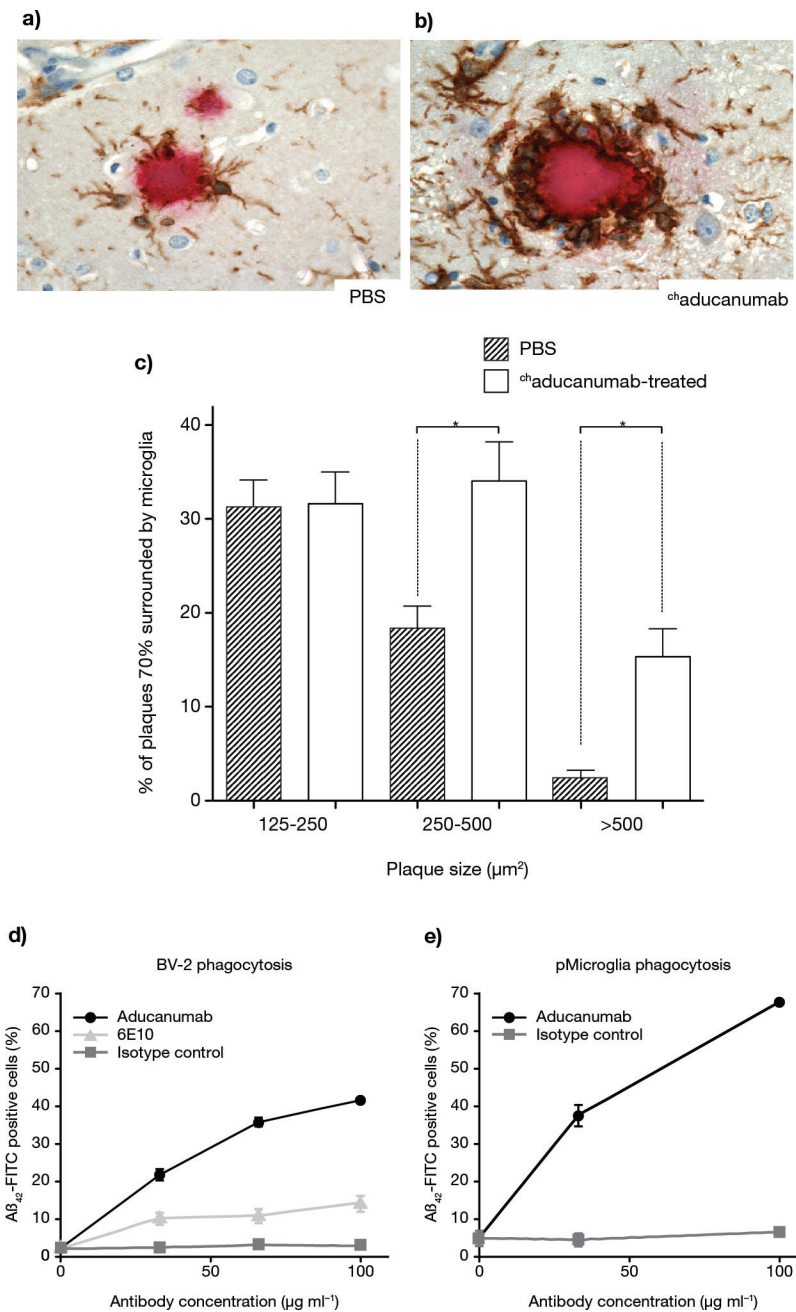 a)
b)
PBS
ᶜʰaducanumab
c)
PBS
ᶜʰaducanumab-treated
% of plaques 70% surrounded by microglia
40
30
20
10
0
*
*
125-250
250-500
>500
Plaque size (µm²)
d)
BV-2 phagocytosis
Aß₄₂-FITC positive cells (%)
70
60
50
40
30
20
10
0
Aducanumab
6E10
Isotype control
0
50
100
Antibody concentration (µg ml⁻¹)
e)
pMicroglia phagocytosis
Aß₄₂-FITC positive cells (%)
70
60
50
40
30
20
10
0
Aducanumab
Isotype control
0
50
100
Antibody concentration (µg ml⁻¹)